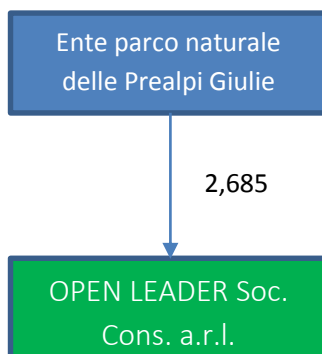 Ente parco naturale
delle Prealpi Giulie
2,685
OPEN LEADER Soc.
Cons. a.r.l.